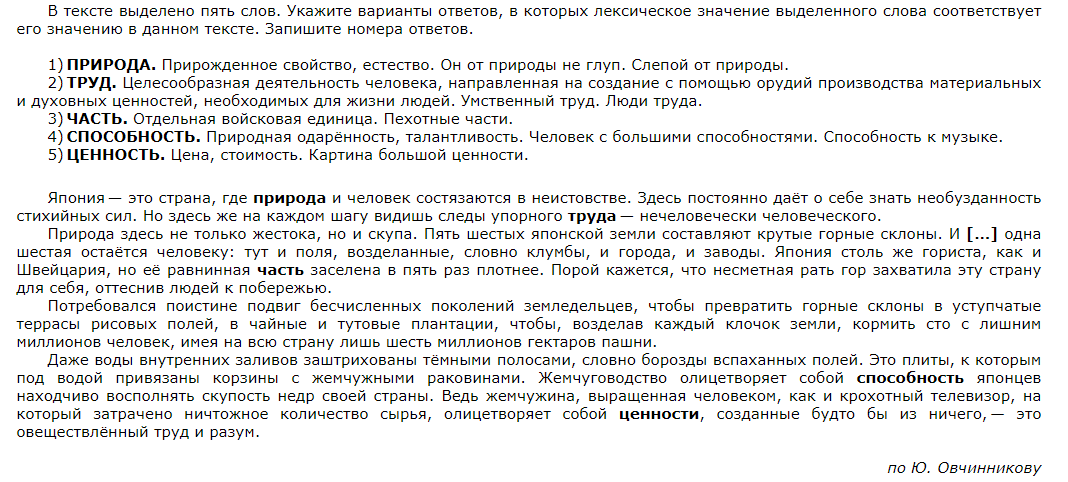 В тексте выделено пять слов. Укажите варианты ответов, в которых лексическое значение выделенного слова соответствует
его значению в данном тексте. Запишите номера ответов.
1) ПРИРОДА. Прирожденное свойство, естество. Он от природы не глуп. Слепой от природы.
2) ТРУД. Целесообразная деятельность человека, направленная на создание с помощью орудий производства материальных
и духовных ценностей, необходимых для жизни людей. Умственный труд. Люди труда.
3) ЧАСТЬ. Отдельная войсковая единица. Пехотные части.
4) СПОСОБНОСТЬ. Природная одарённость, талантливость. Человек с большими способностями. Способность к музыке.
5) ЦЕННОСТЬ. Цена, стоимость. Картина большой ценности.
Япония — это страна, где природа и человек состязаются в неистовстве. Здесь постоянно даёт о себе знать необузданность
стихийных сил. Но здесь же на каждом шагу видишь следы упорного труда — нечеловечески человеческого.
Природа здесь не только жестока, но и скупа. Пять шестых японской земли составляют крутые горные склоны. И [...] одна
шестая остаётся человеку: тут и поля, возделанные, словно клумбы, и города, и заводы. Япония столь же гориста, как и
Швейцария, но её равнинная часть заселена в пять раз плотнее. Порой кажется, что несметная рать гор захватила эту страну
для себя, оттеснив людей к побережью.
Потребовался поистине подвиг бесчисленных поколений земледельцев, чтобы превратить горные склоны в уступчатые
террасы рисовых полей, в чайные и тутовые плантации, чтобы, возделав каждый клочок земли, кормить сто с лишним
миллионов человек, имея на всю страну лишь шесть миллионов гектаров пашни.
Даже воды внутренних заливов заштрихованы тёмными полосами, словно борозды вспаханных полей. Это плиты, к которым
под водой привязаны корзины с жемчужными раковинами. Жемчуговодство олицетворяет собой способность японцев
находчиво восполнять скупость недр своей страны. Ведь жемчужина, выращенная человеком, как и крохотный телевизор, на
который затрачено ничтожное количество сырья, олицетворяет собой ценности, созданные будто бы из ничего, — это
овеществлённый труд и разум.
по Ю. Овчинникову